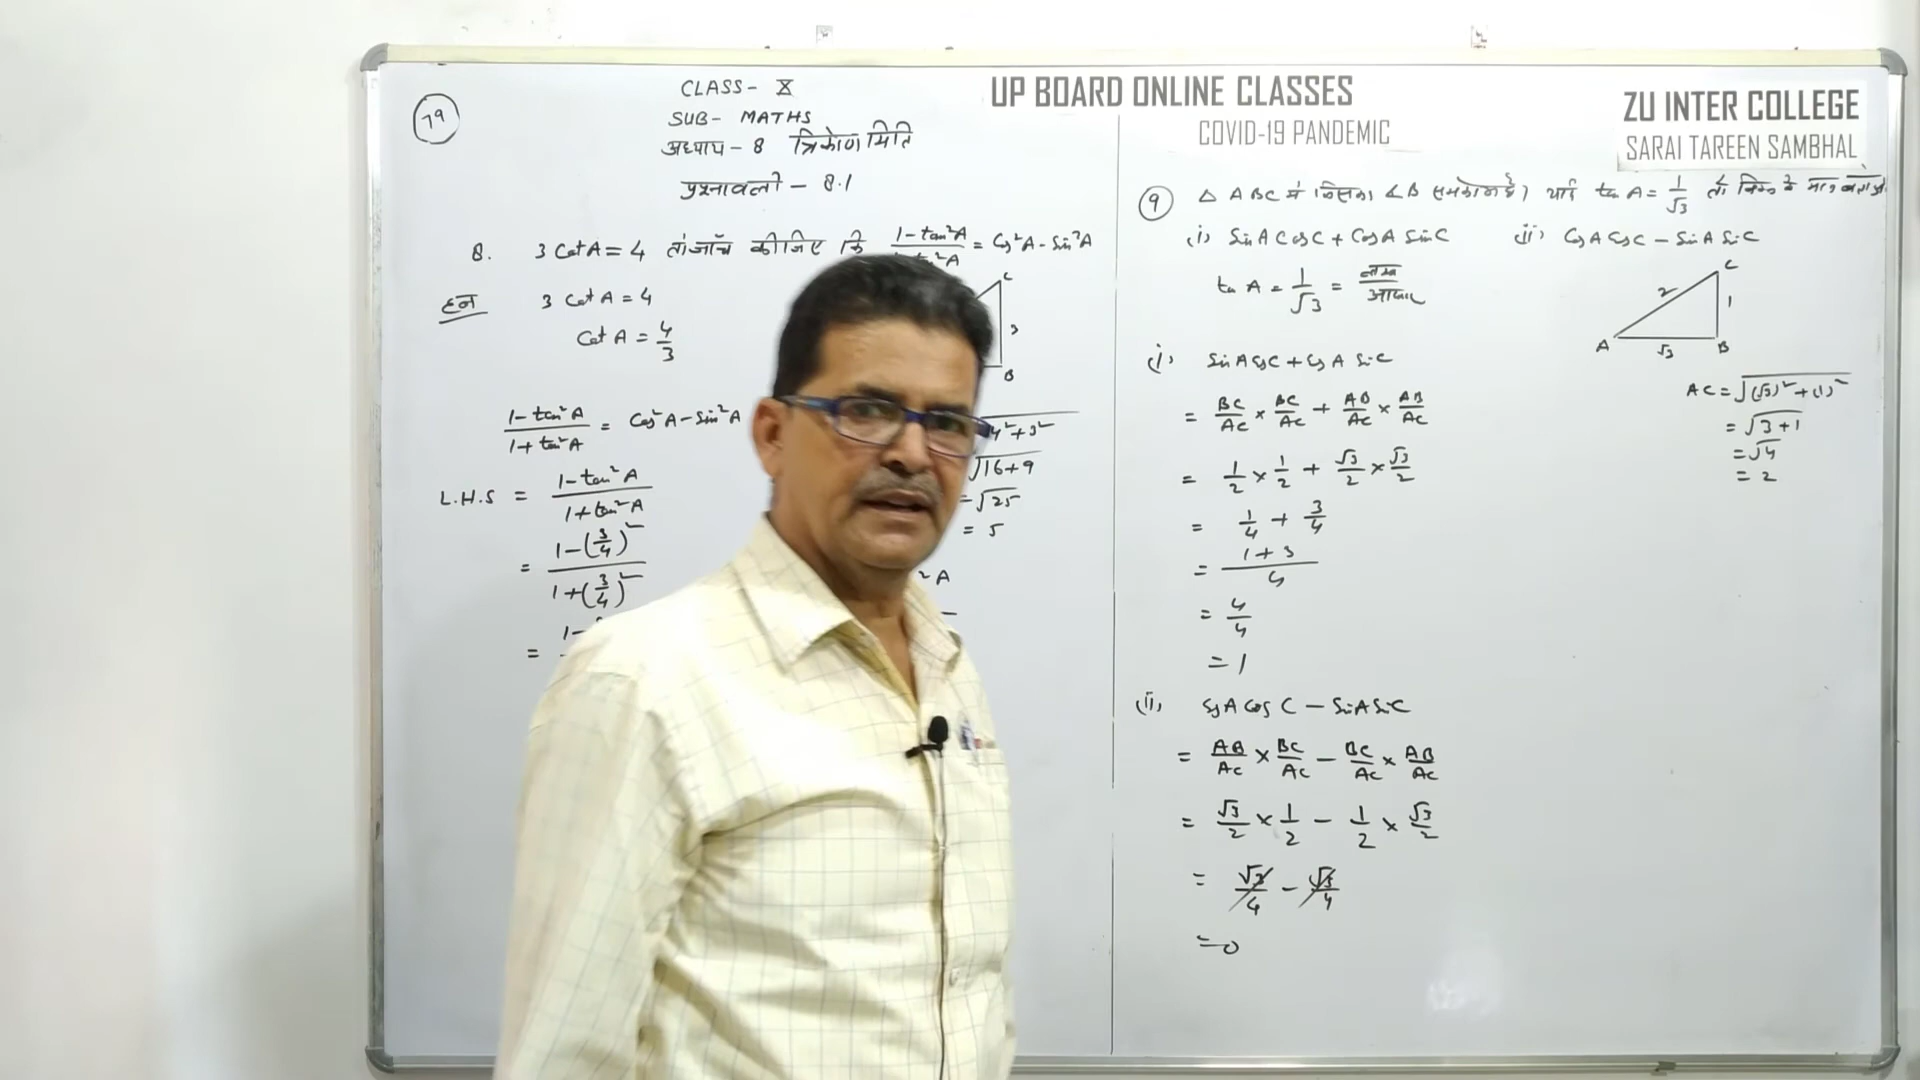 79
CLASS- X
SUB- MATHS
अध्याय - 8 त्रिकोणमिति
प्रश्नावली - 8.1
UP BOARD ONLINE CLASSES
COVID-19 PANDEMIC
ZU INTER COLLEGE
SARAI TAREEN SAMBHAL
8. 3 Cot A = 4 तो जाँच कीजिए कि (1-tan²A)/ = Cos²A - Sin²A
हल 3 Cot A = 4
Cot A = 4/3
C
3
B
(1-tan²A)/(1+tan²A) = Cos²A - Sin²A
4²+3²
√16+9
= √25
= 5
L.H.S = (1-tan²A)/(1+tan²A)
= (1-(3/4)²)/(1+(3/4)²)
²A
1-
=
9 △ ABC में जिसका ∠B समकोण है। यदि tan A = 1/√3 तो निम्न के मान बताओ
(i) Sin A Cos C + Cos A Sin C (ii) Cos A Cos C - Sin A Sin C
tan A = 1/√3 = लम्ब/आधार
C
2
1
A √3 B
AC = √(√3)²+(1)²
= √3+1
= √4
= 2
(i) Sin A Cos C + Cos A Sin C
= BC/AC × BC/AC + AB/AC × AB/AC
= 1/2 × 1/2 + √3/2 × √3/2
= 1/4 + 3/4
= (1+3)/4
= 4/4
= 1
(ii) Cos A Cos C - Sin A Sin C
= AB/AC × BC/AC - BC/AC × AB/AC
= √3/2 × 1/2 - 1/2 × √3/2
= √3/4 - √3/4
= 0